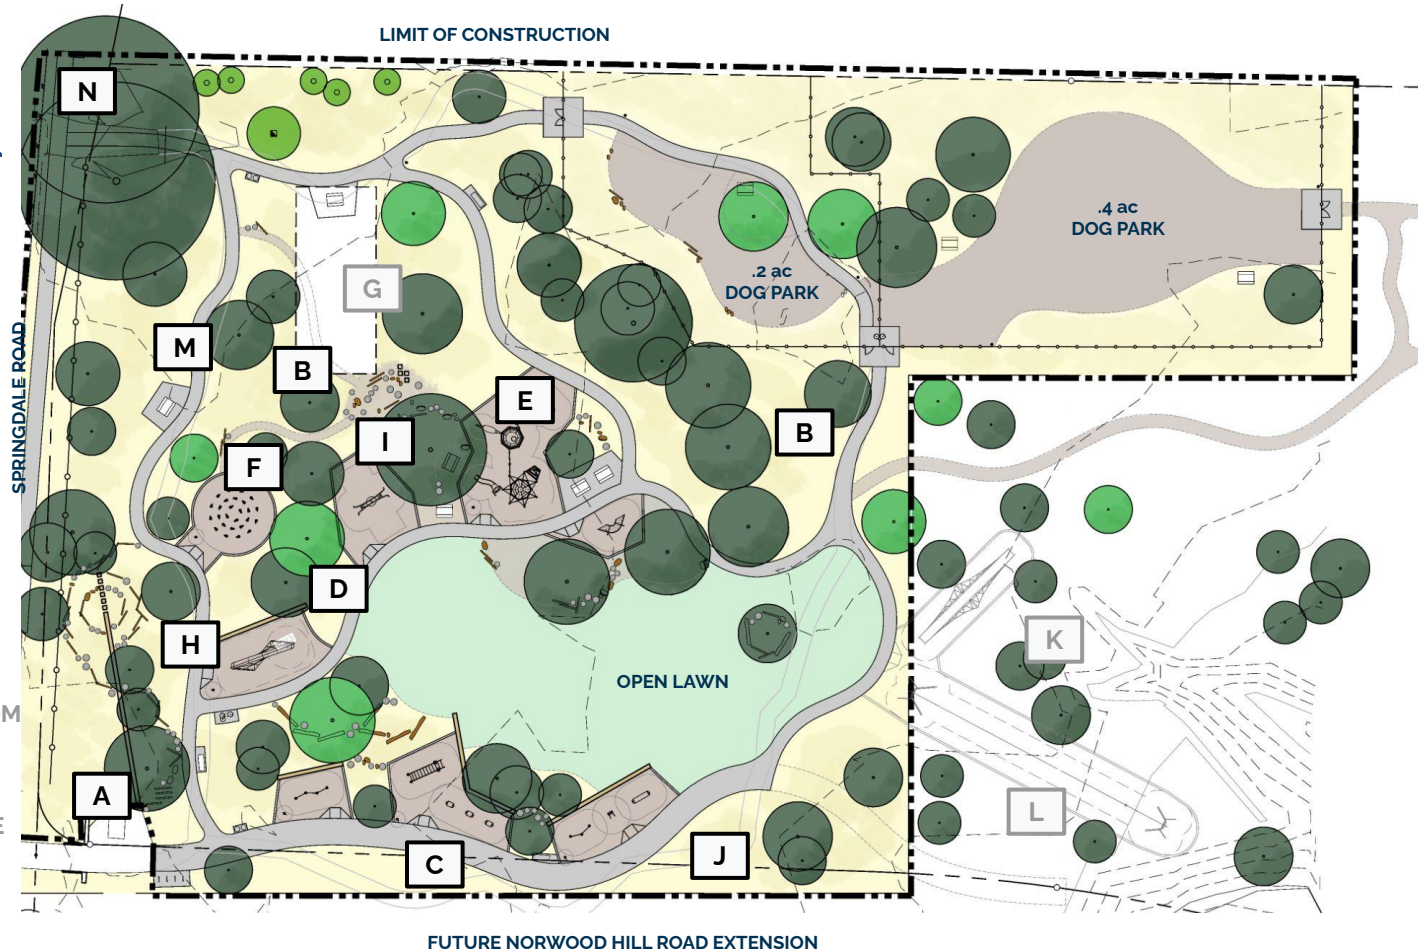 LIMIT OF CONSTRUCTION
N
.4 ac
DOG PARK
.2 ac
DOG PARK
G
M
B
E
B
I
F
SPRINGDALE ROAD
D
H
K
OPEN LAWN
M
A
L
E
J
C
FUTURE NORWOOD HILL ROAD EXTENSION